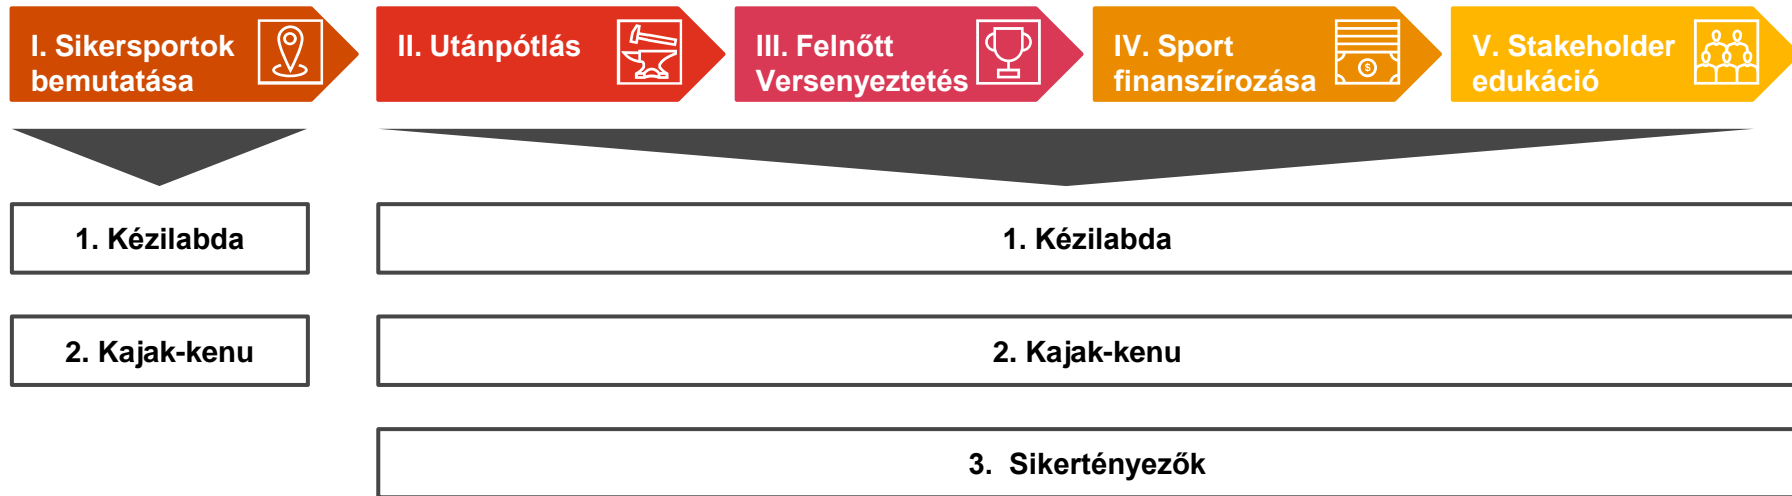 I. Sikersportok
bemutatása
II. Utánpótlás
III. Felnőtt
Versenyeztetés
IV. Sport
finanszírozása
V. Stakeholder
edukáció
1. Kézilabda
1. Kézilabda
2. Kajak-kenu
2. Kajak-kenu
3. Sikertényezők